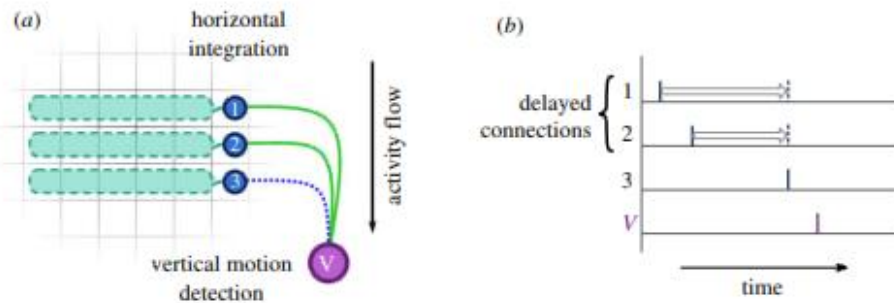 (a)
horizontal
integration
1
2
3
activity flow
V
vertical motion
detection
(b)
delayed
connections
1
2
3
V
time